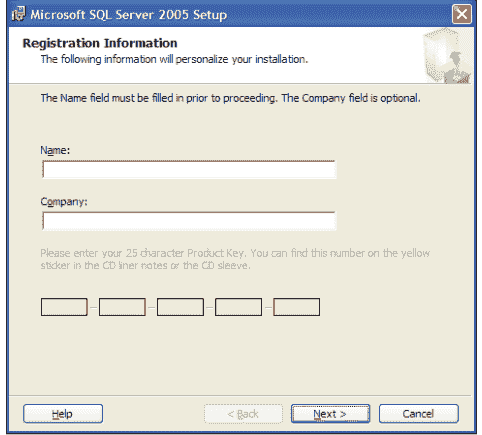 Microsoft SQL Server 2005 Setup
Registration Information
The following information will personalize your installation.
The Name field must be filled in prior to proceeding. The Company field is optional.
Name:
Company:
Please enter your 25 character Product Key. You can find this number on the yellow
sticker in the CD liner notes or the CD sleeve.
Help
< Back
Next >
Cancel